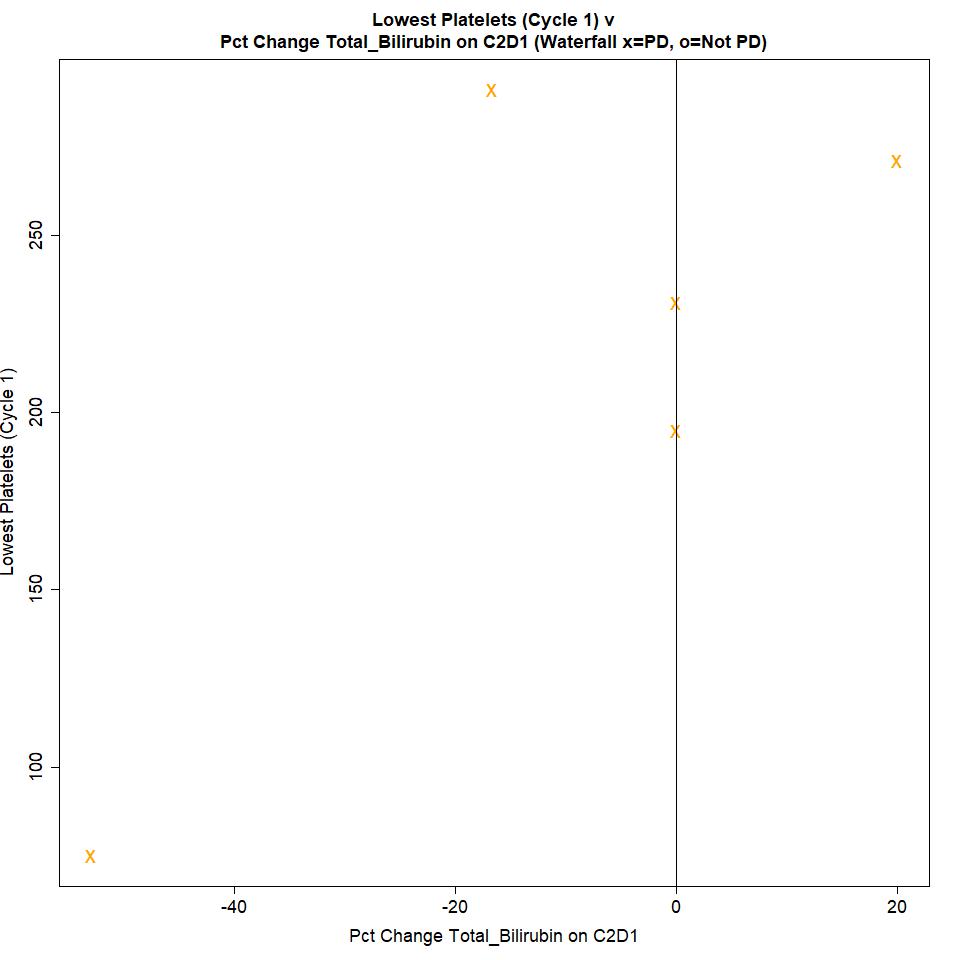 Lowest Platelets (Cycle 1) v
Pct Change Total_Bilirubin on C2D1 (Waterfall x=PD, o=Not PD)
X
X
250
X
200
X
Lowest Platelets (Cycle 1)
150
100
X
-40
-20
0
20
Pct Change Total_Bilirubin on C2D1